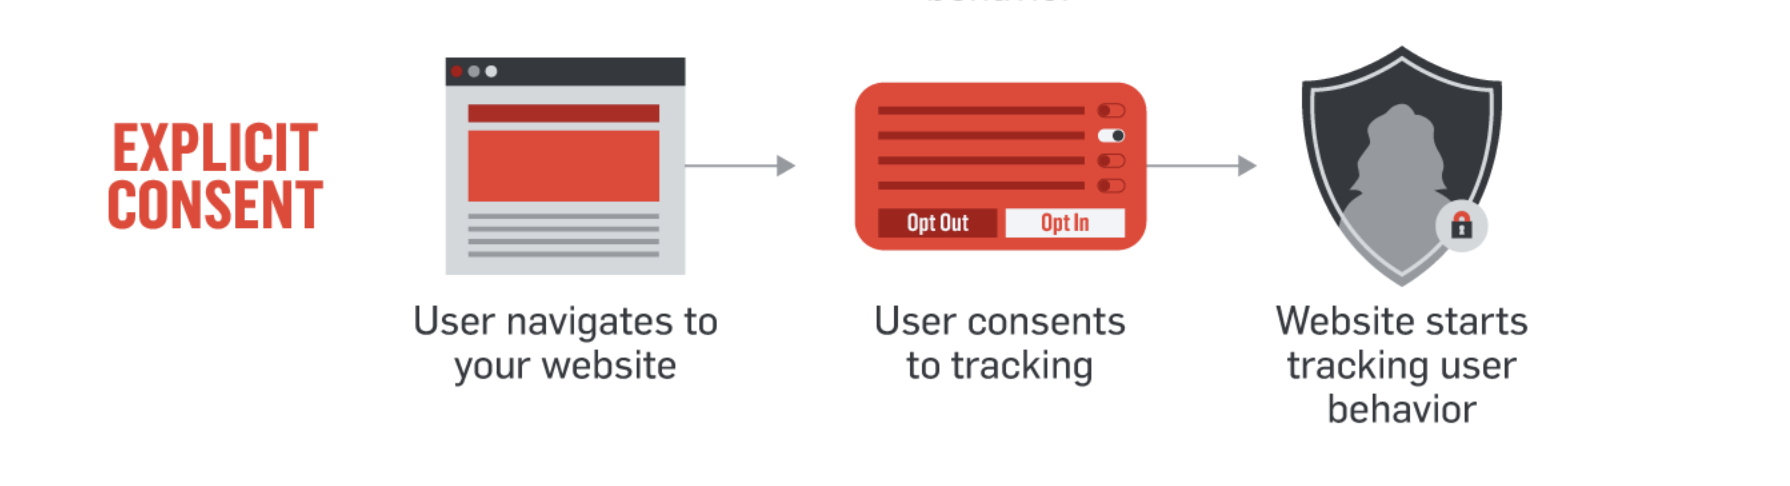 EXPLICIT
CONSENT
Opt Out
Opt In
User navigates to
your website
User consents
to tracking
Website starts
tracking user
behavior